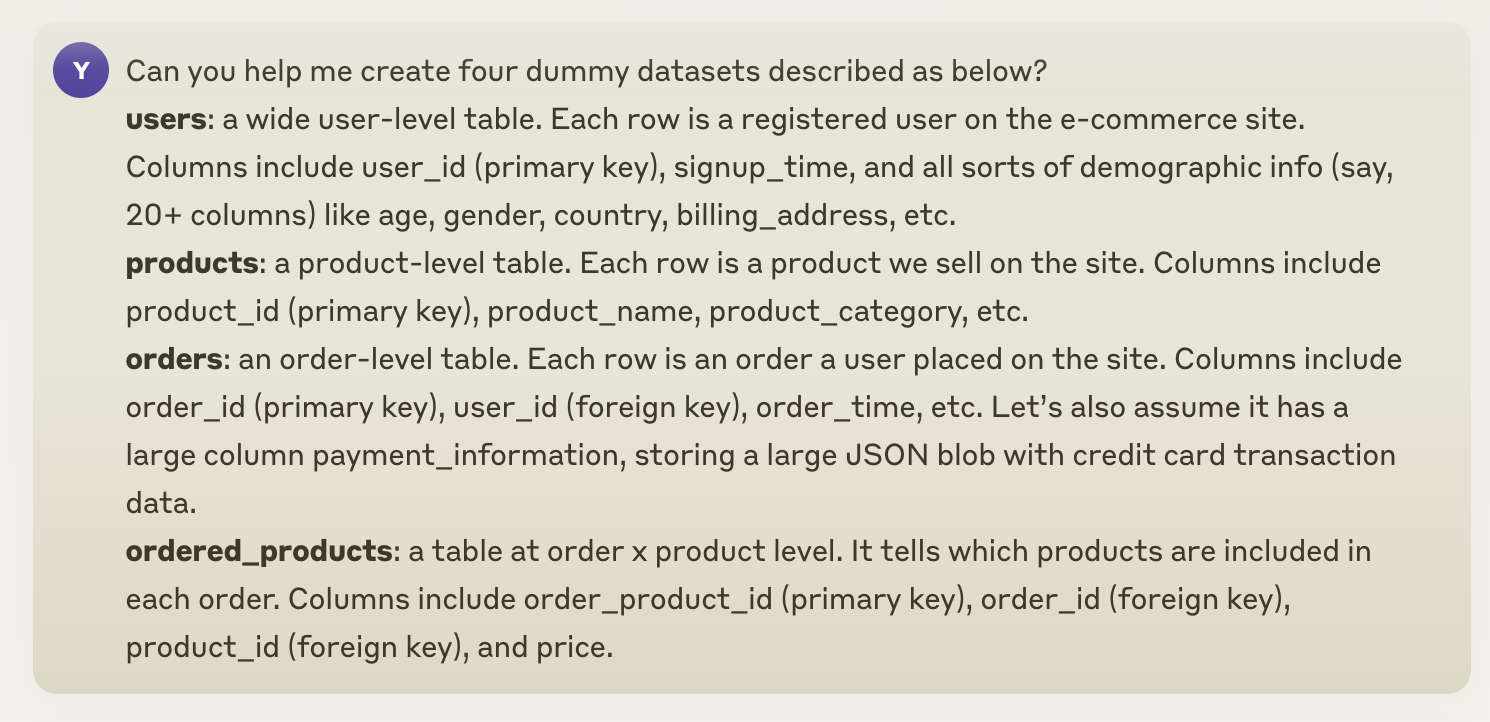 Y
Can you help me create four dummy datasets described as below?
users: a wide user-level table. Each row is a registered user on the e-commerce site.
Columns include user_id (primary key), signup_time, and all sorts of demographic info (say,
20+ columns) like age, gender, country, billing_address, etc.
products: a product-level table. Each row is a product we sell on the site. Columns include
product_id (primary key), product_name, product_category, etc.
orders: an order-level table. Each row is an order a user placed on the site. Columns include
order_id (primary key), user_id (foreign key), order_time, etc. Let’s also assume it has a
large column payment_information, storing a large JSON blob with credit card transaction
data.
ordered_products: a table at order x product level. It tells which products are included in
each order. Columns include order_product_id (primary key), order_id (foreign key),
product_id (foreign key), and price.